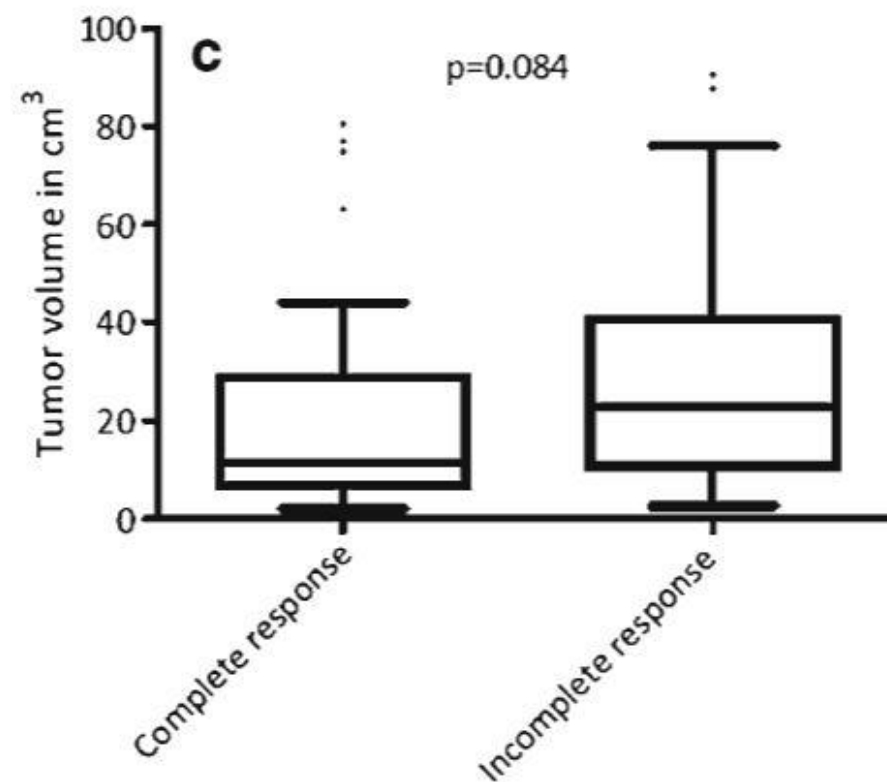 C
p=0.084
Tumor volume in cm³
100
80
60
40
20
0
Complete response
Incomplete response